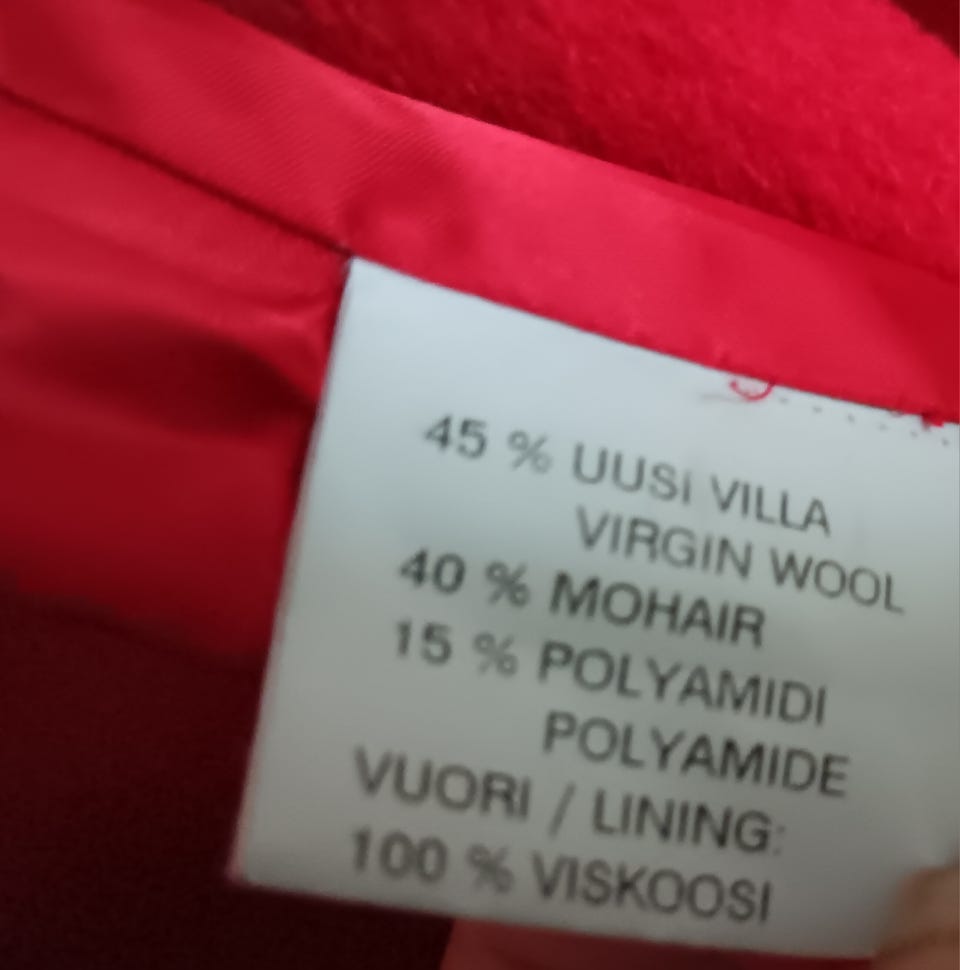 45 % UUSI VILLA
VIRGIN WOOL
40 % MOHAIR
15 % POLYAMIDI
POLYAMIDE
VUORI / LINING:
100 % VISKOOSI